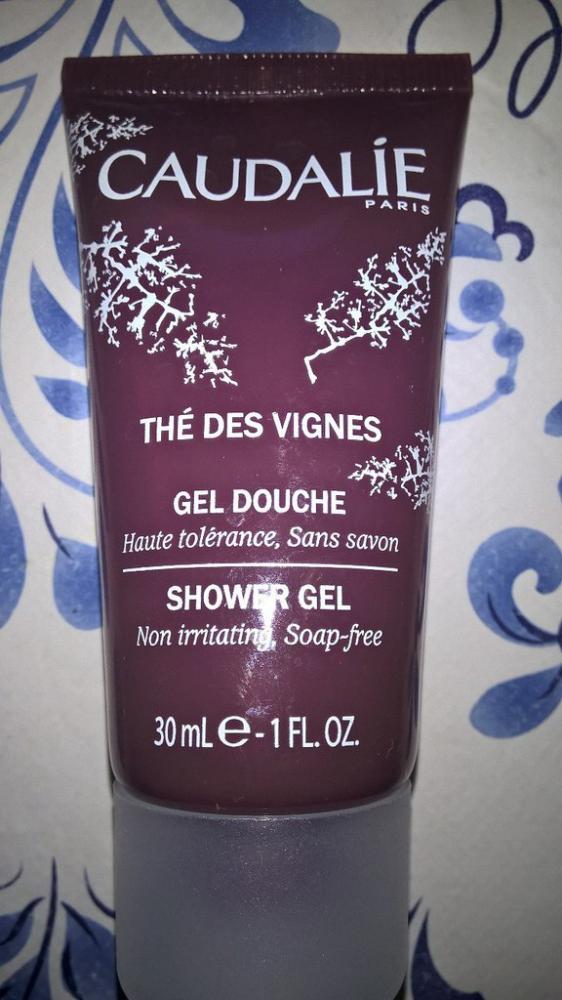 CAUDALİE
PARIS
THÉ DES VIGNES
GEL DOUCHE
Haute tolérance, Sans savon
SHOWER GEL
Non irritating, Soap-free
30 mL ℮ - 1 FL. OZ.